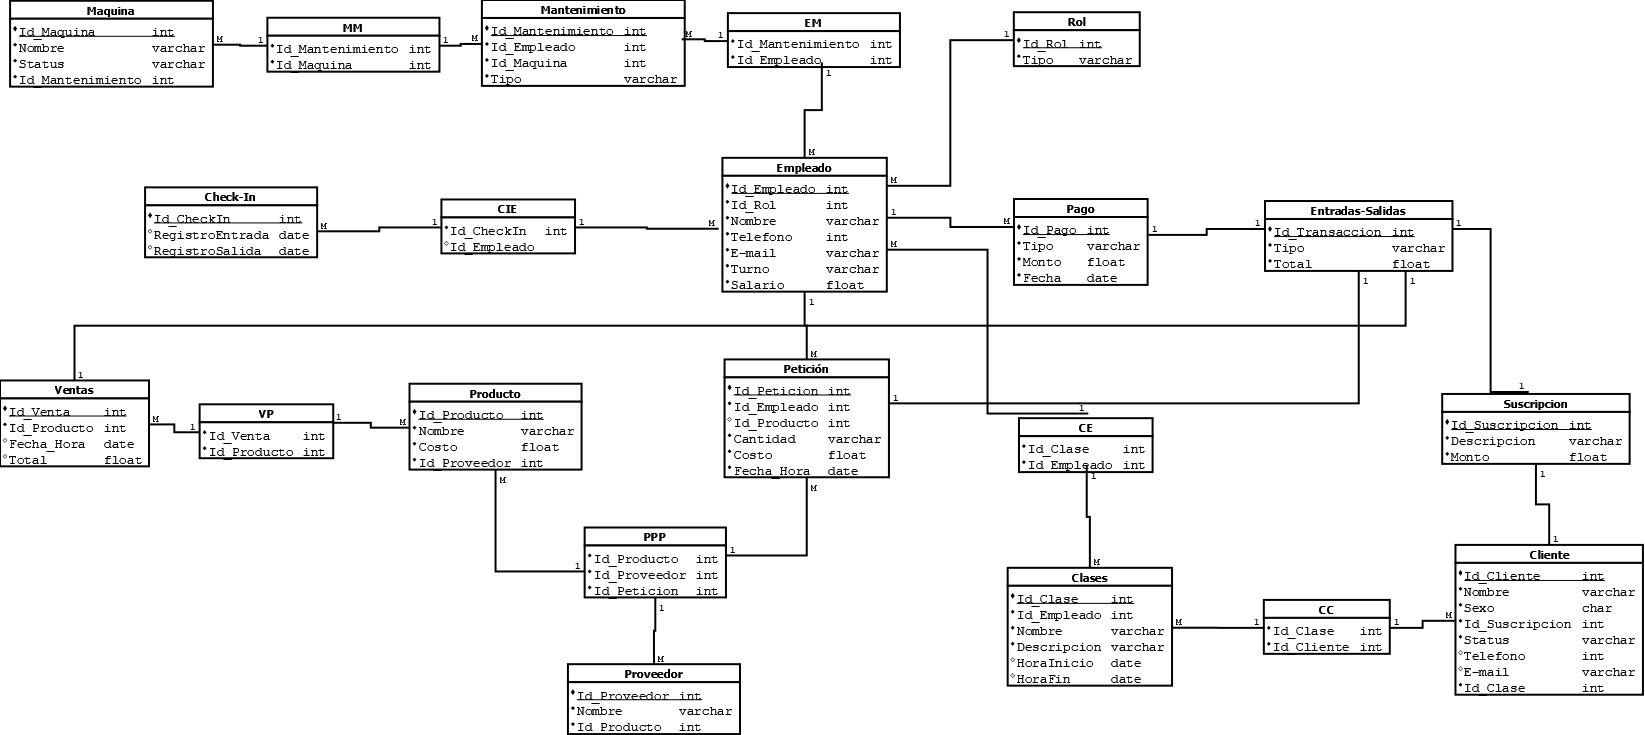 Maquina
Id_Maquina int
Nombre varchar
Status varchar
Id_Mantenimiento int
M
1
MM
Id_Mantenimiento int
Id_Maquina int
1
M
Mantenimiento
Id_Mantenimiento int
Id_Empleado int
Id_Maquina int
Tipo varchar
M
1
EM
Id_Mantenimiento int
Id_Empleado int
1
M
Rol
Id_Rol int
Tipo varchar
1
M
Check-In
Id_CheckIn int
RegistroEntrada date
RegistroSalida date
M
1
CIE
Id_CheckIn int
Id_Empleado
1
M
Empleado
Id_Empleado int
Id_Rol int
Nombre varchar
Telefono int
E-mail varchar
Turno varchar
Salario float
1
M
M
1
Pago
Id_Pago int
Tipo varchar
Monto float
Fecha date
1
1
Entradas-Salidas
Id_Transaccion int
Tipo varchar
Total float
1
1
1
1
M
Ventas
Id_Venta int
Id_Producto int
Fecha_Hora date
Total float
1
M
1
VP
Id_Venta int
Id_Producto int
1
M
Producto
Id_Producto int
Nombre varchar
Costo float
Id_Proveedor int
M
1
Petición
Id_Peticion int
Id_Empleado int
Id_Producto int
Cantidad varchar
Costo float
Fecha_Hora date
1
M
1
CE
Id_Clase int
Id_Empleado int
1
1
M
Suscripcion
Id_Suscripcion int
Descripcion varchar
Monto float
1
1
PPP
Id_Producto int
Id_Proveedor int
Id_Peticion int
1
1
M
Proveedor
Id_Proveedor int
Nombre varchar
Id_Producto int
Clases
Id_Clase int
Id_Empleado int
Nombre varchar
Descripcion varchar
HoraInicio date
HoraFin date
M
1
CC
Id_Clase int
Id_Cliente int
1
M
Cliente
Id_Cliente int
Nombre varchar
Sexo char
Id_Suscripcion int
Status varchar
Telefono int
E-mail varchar
Id_Clase int